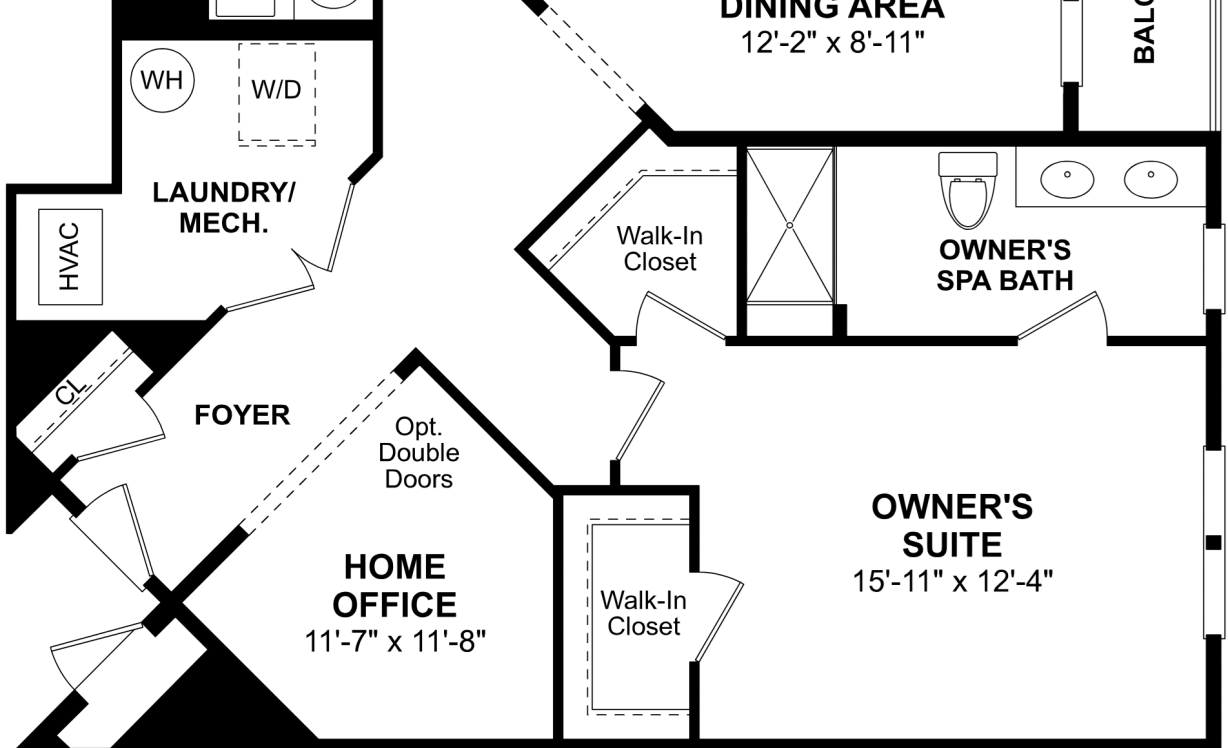 DINING AREA
12'-2" x 8'-11"
WH
W/D
LAUNDRY/
MECH.
HVAC
Walk-In
Closet
OWNER'S
SPA BATH
CL
FOYER
Opt.
Double
Doors
OWNER'S
SUITE
15'-11" x 12'-4"
HOME
OFFICE
11'-7" x 11'-8"
Walk-In
Closet